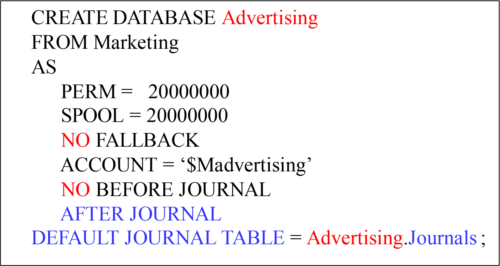 CREATE DATABASE Advertising
FROM Marketing
AS
PERM = 20000000
SPOOL = 20000000
NO FALLBACK
ACCOUNT = ‘$Madvertising’
NO BEFORE JOURNAL
AFTER JOURNAL
DEFAULT JOURNAL TABLE = Advertising.Journals ;